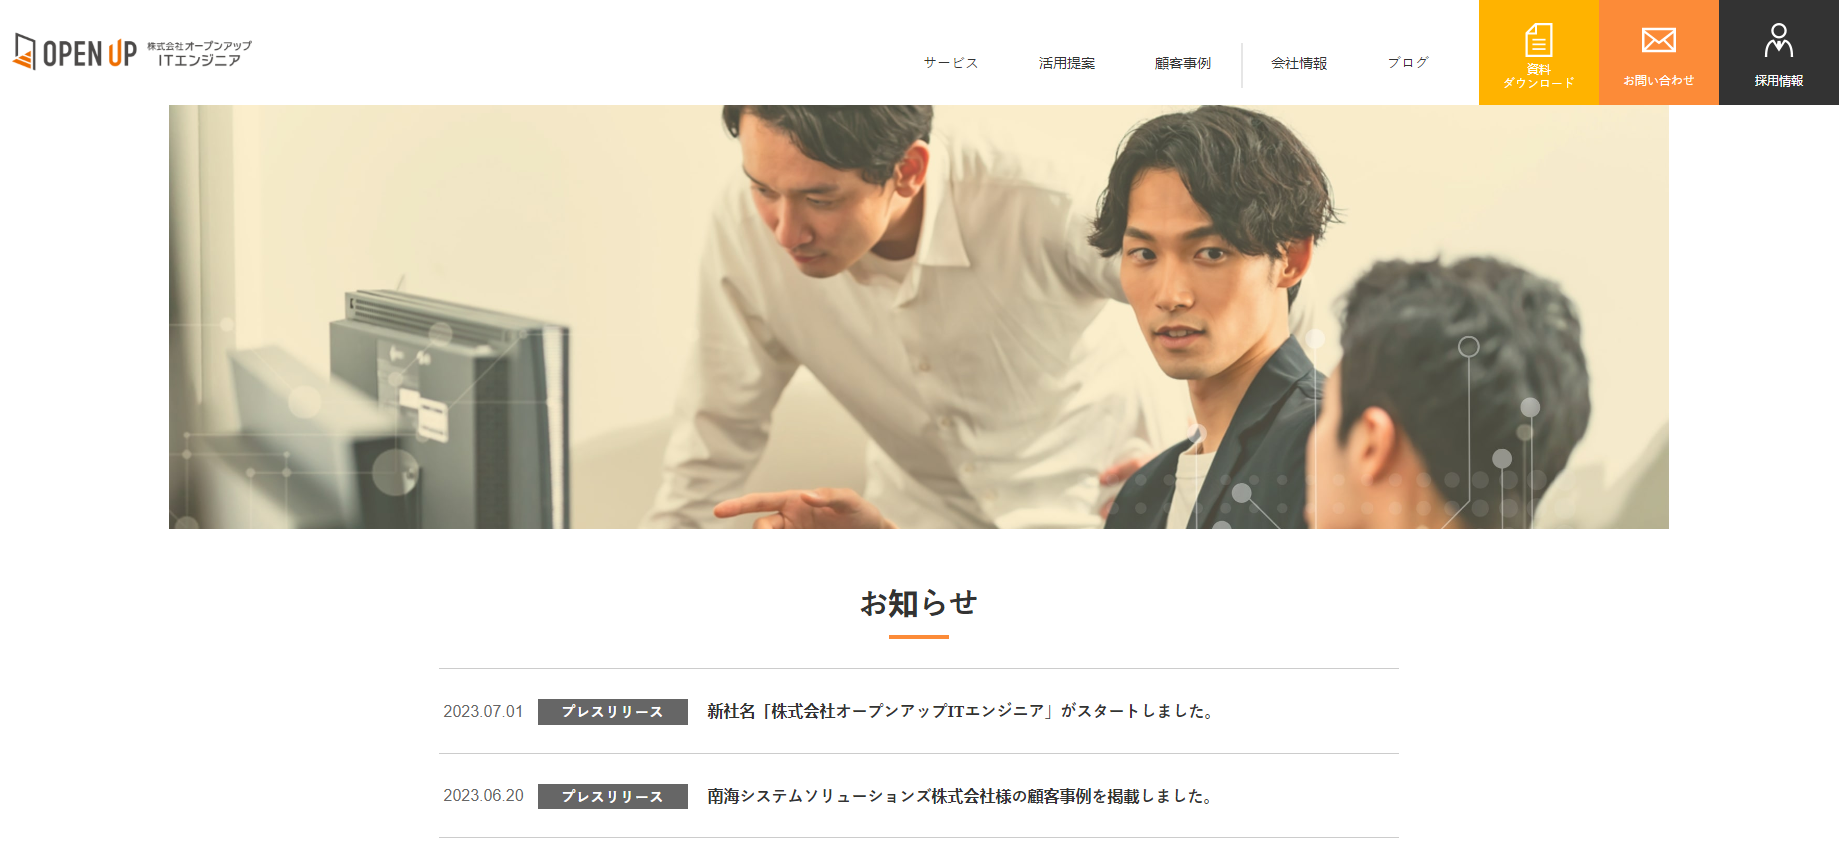 OPEN UP 株式会社オープンアップ
ITエンジニア
サービス
活用提案
顧客事例
会社情報
ブログ
資料
ダウンロード
お問い合わせ
採用情報
お知らせ
2023.07.01 プレスリリース 新社名「株式会社オープンアップITエンジニア」がスタートしました。
2023.06.20 プレスリリース 南海システムソリューションズ株式会社様の顧客事例を掲載しました。